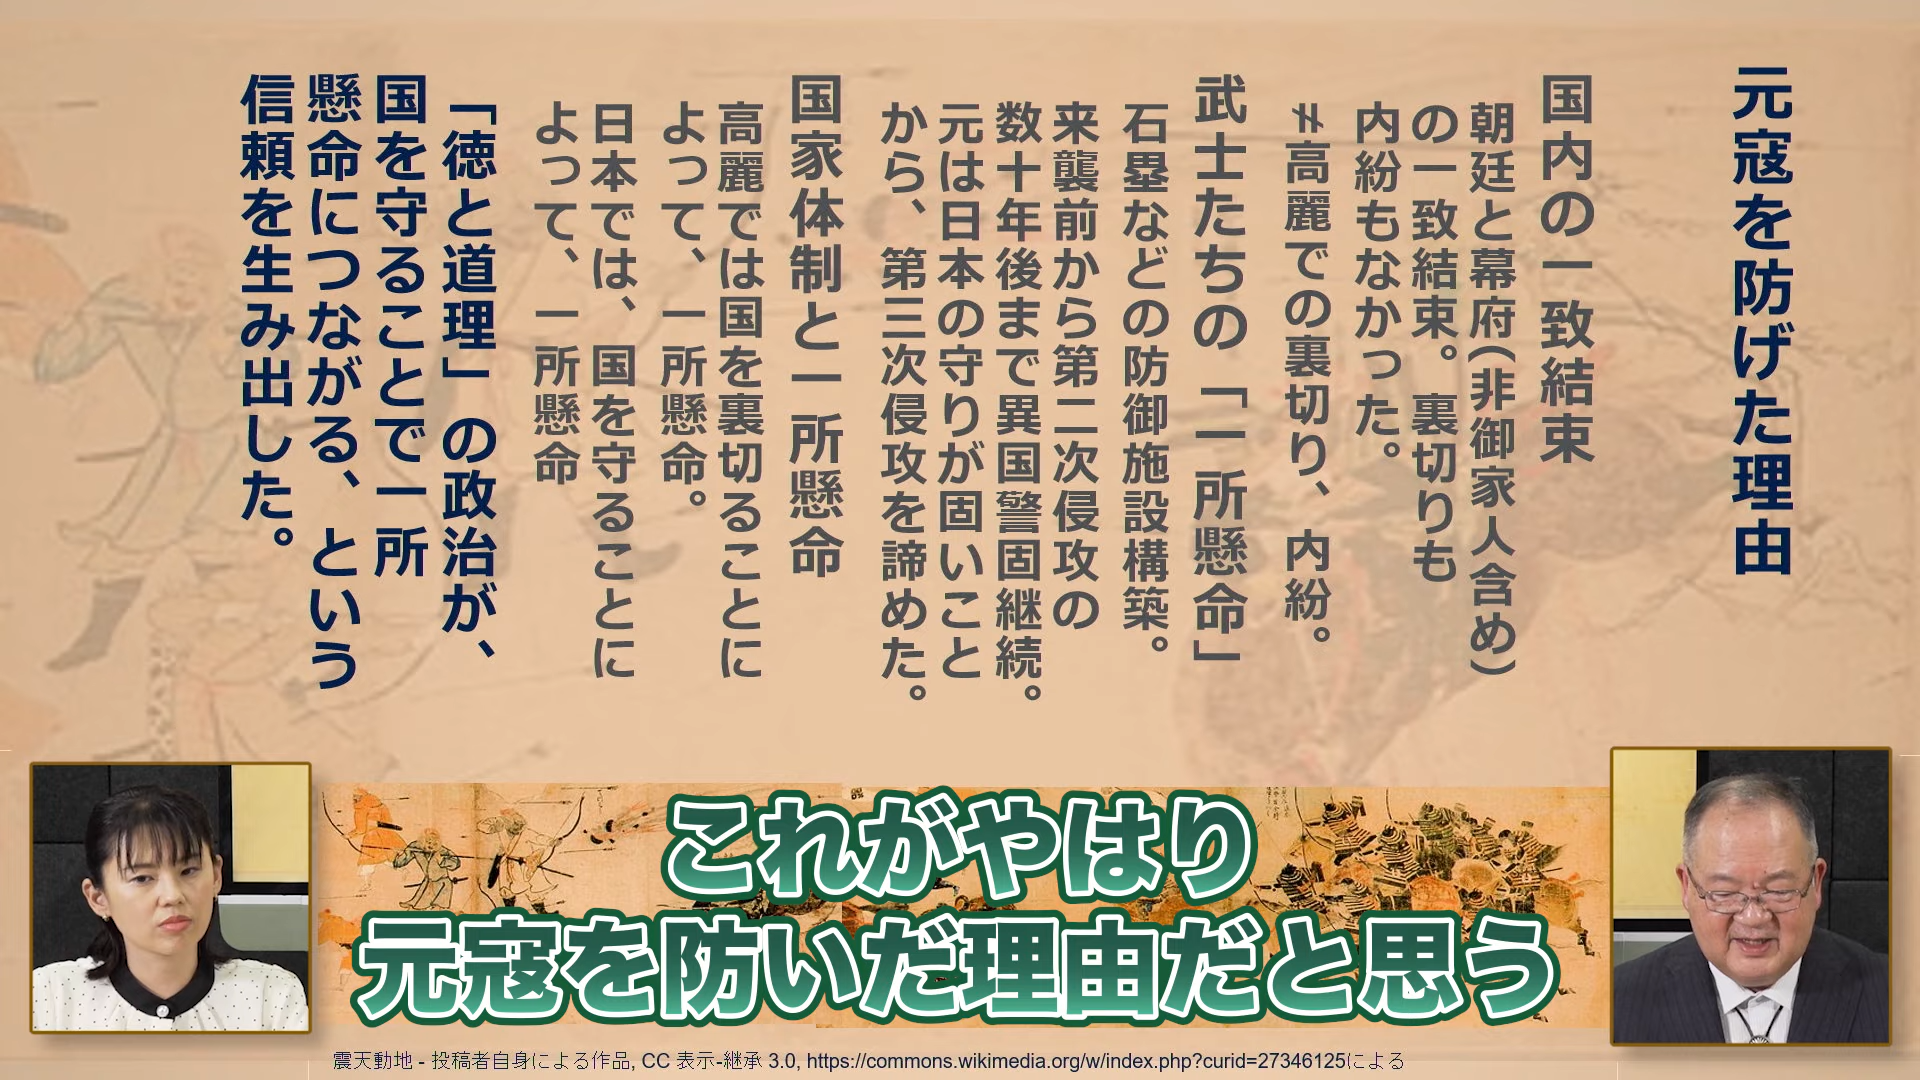 元寇を防げた理由
国内の一致結束
朝廷と幕府(非御家人含め)
の一致結束。裏切りも
内紛もなかった。
≠高麗での裏切り、内紛。
武士たちの「一所懸命」
石塁などの防御施設構築。
来襲前から第二次侵攻の
数十年後まで異国警固継続。
元は日本の守りが固いこと
から、第三次侵攻を諦めた。
国家体制と一所懸命
高麗では国を裏切ることに
よって、一所懸命。
日本では、国を守ることに
よって、一所懸命
「徳と道理」の政治が、
国を守ることで一所
懸命につながる、という
信頼を生み出した。
これがやはり
元寇を防いだ理由だと思う
震天動地 - 投稿者自身による作品, CC 表示-継承 3.0, https://commons.wikimedia.org/w/index.php?curid=27346125による